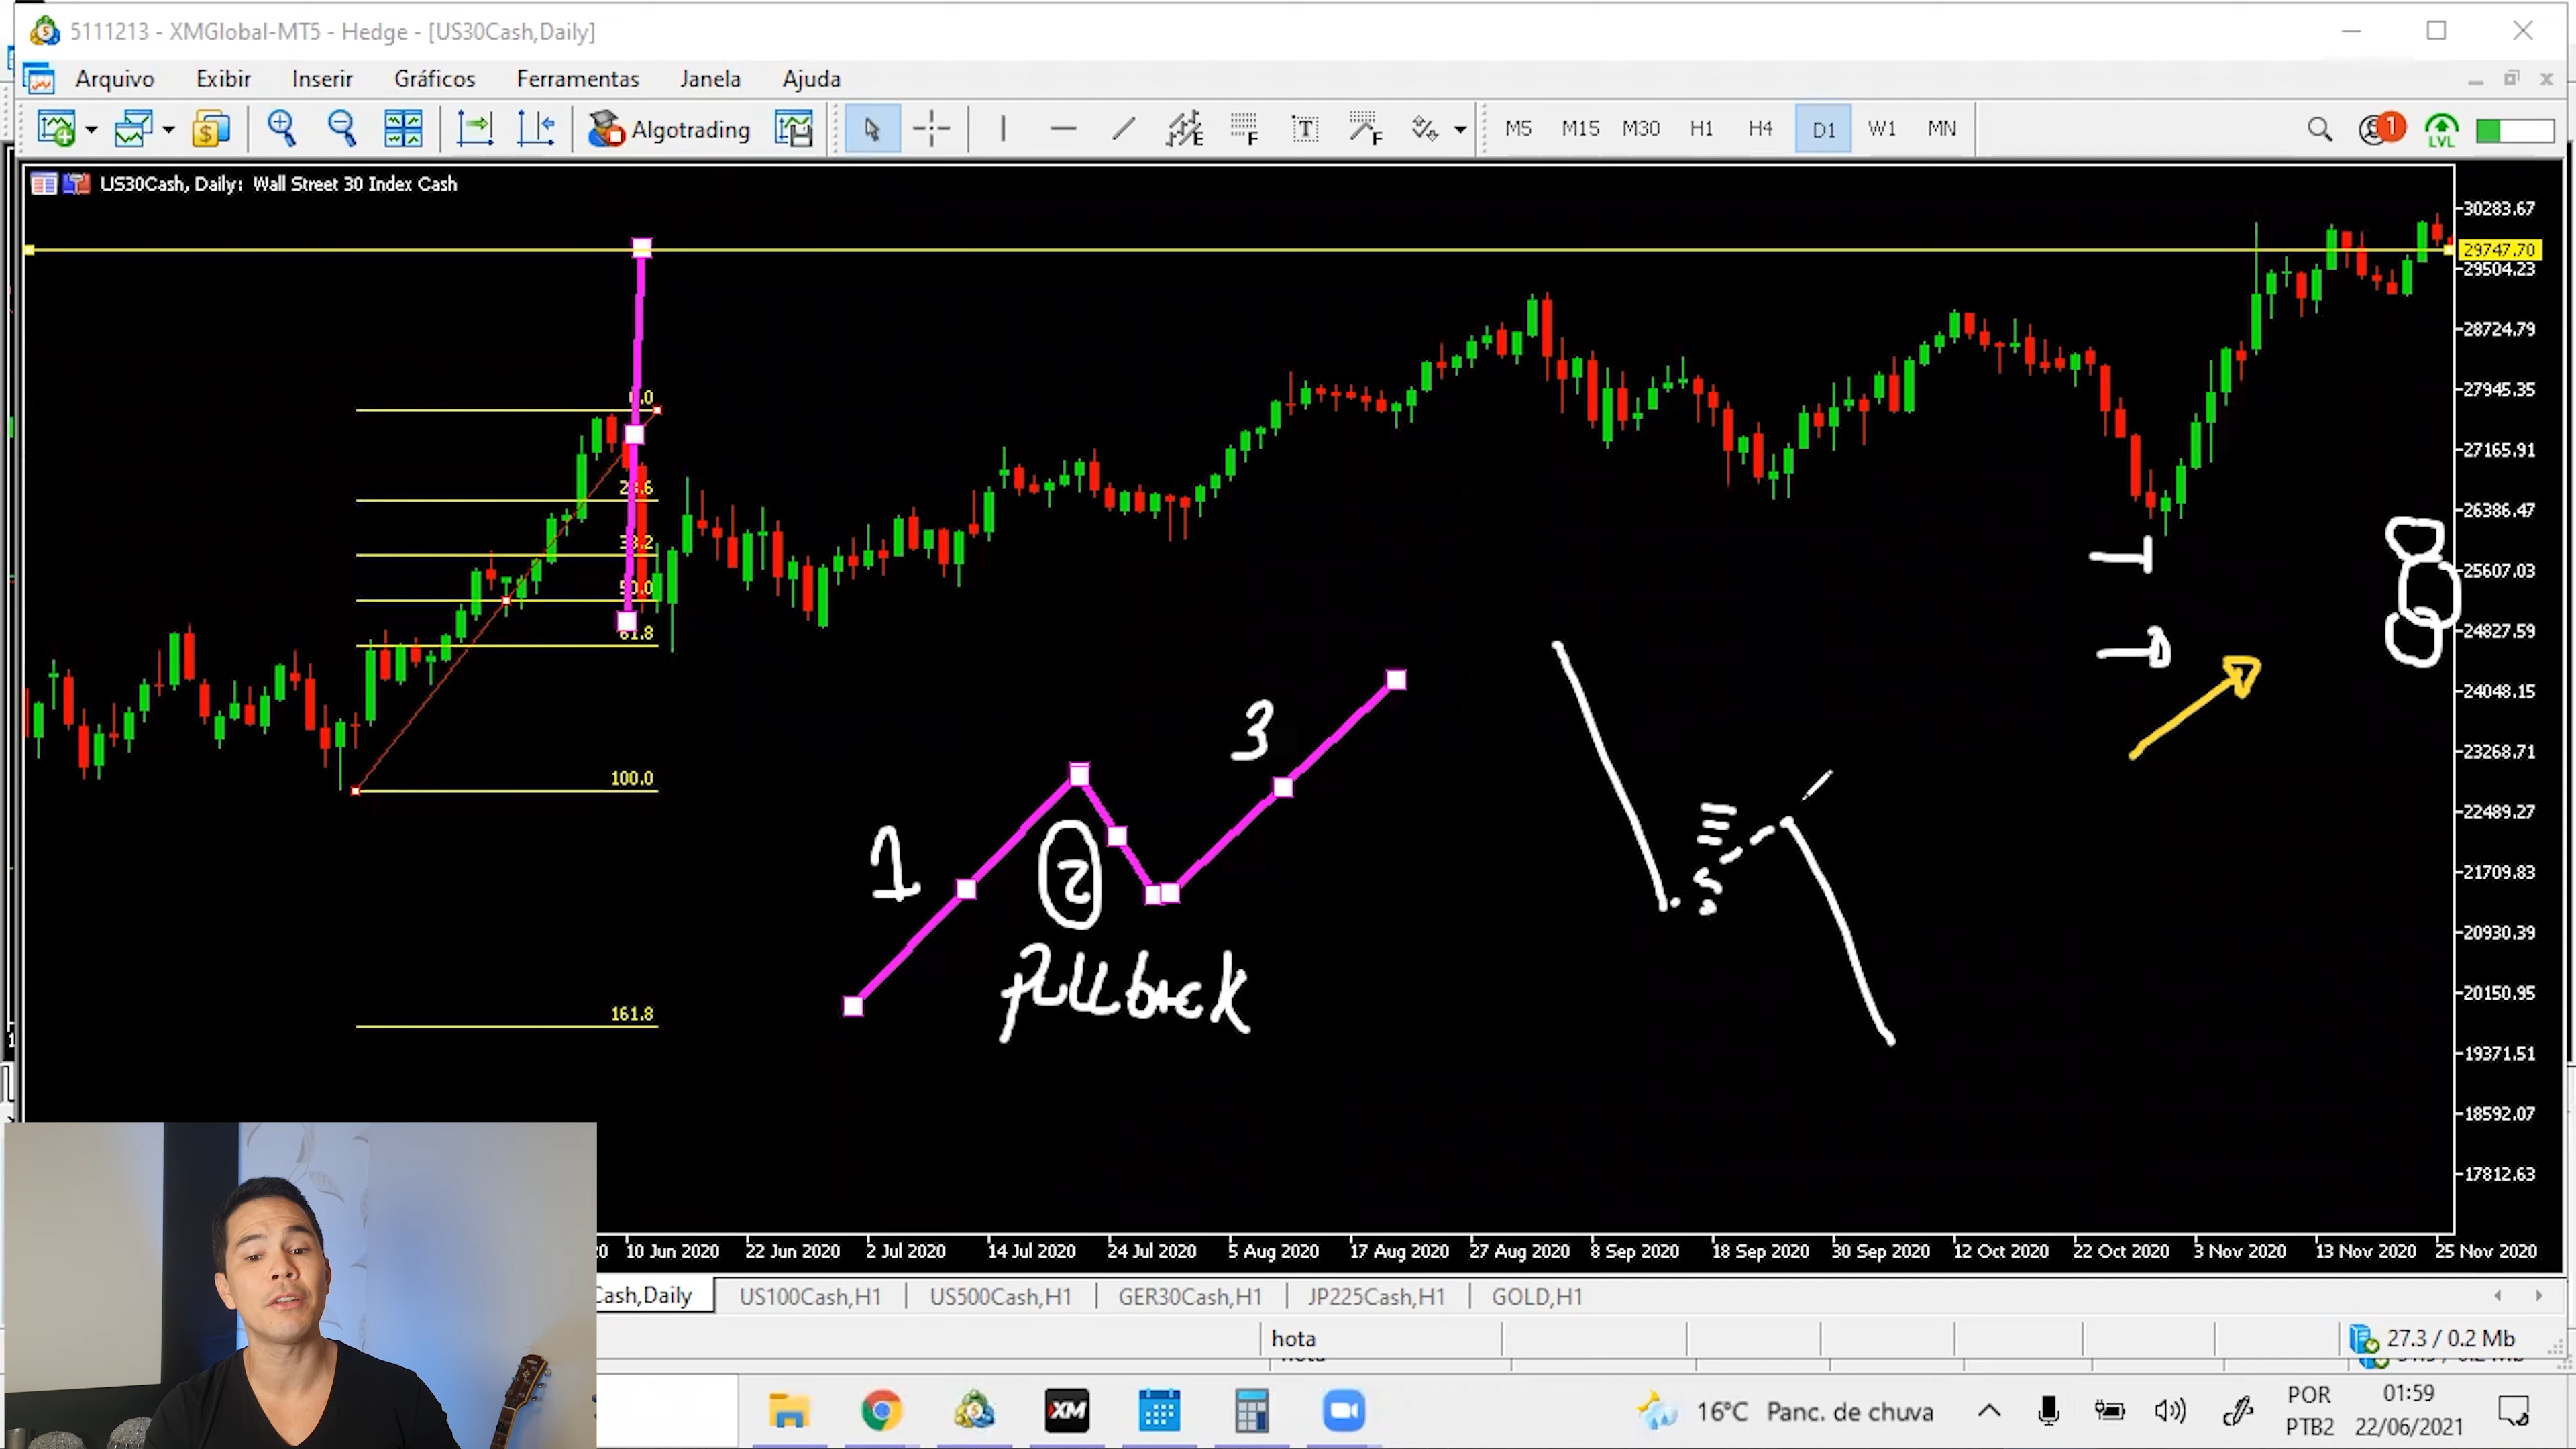 5111213 - XMGlobal-MT5 - Hedge - [US30Cash,Daily]
Arquivo Exibir Inserir Gráficos Ferramentas Janela Ajuda
Algotrading E F T F M5 M15 M30 H1 H4 D1 W1 MN 1 LVL
US30Cash, Daily: Wall Street 30 Index Cash
30283.67
29747.70
29504.23
28724.79
27945.35
27165.91
26386.47
25607.03
24827.59
24048.15
23268.71
22489.27
21709.83
20930.39
20150.95
19371.51
18592.07
17812.63
50.0
61.8
100.0
161.8
1
2
3
pullback
10 Jun 2020 22 Jun 2020 2 Jul 2020 14 Jul 2020 24 Jul 2020 5 Aug 2020 17 Aug 2020 27 Aug 2020 8 Sep 2020 18 Sep 2020 30 Sep 2020 12 Oct 2020 22 Oct 2020 3 Nov 2020 13 Nov 2020 25 Nov 2020
Cash,Daily US100Cash,H1 US500Cash,H1 GER30Cash,H1 JP225Cash,H1 GOLD,H1
hota 27.3 / 0.2 Mb
XM 16°C Panc. de chuva POR 01:59
PTB2 22/06/2021